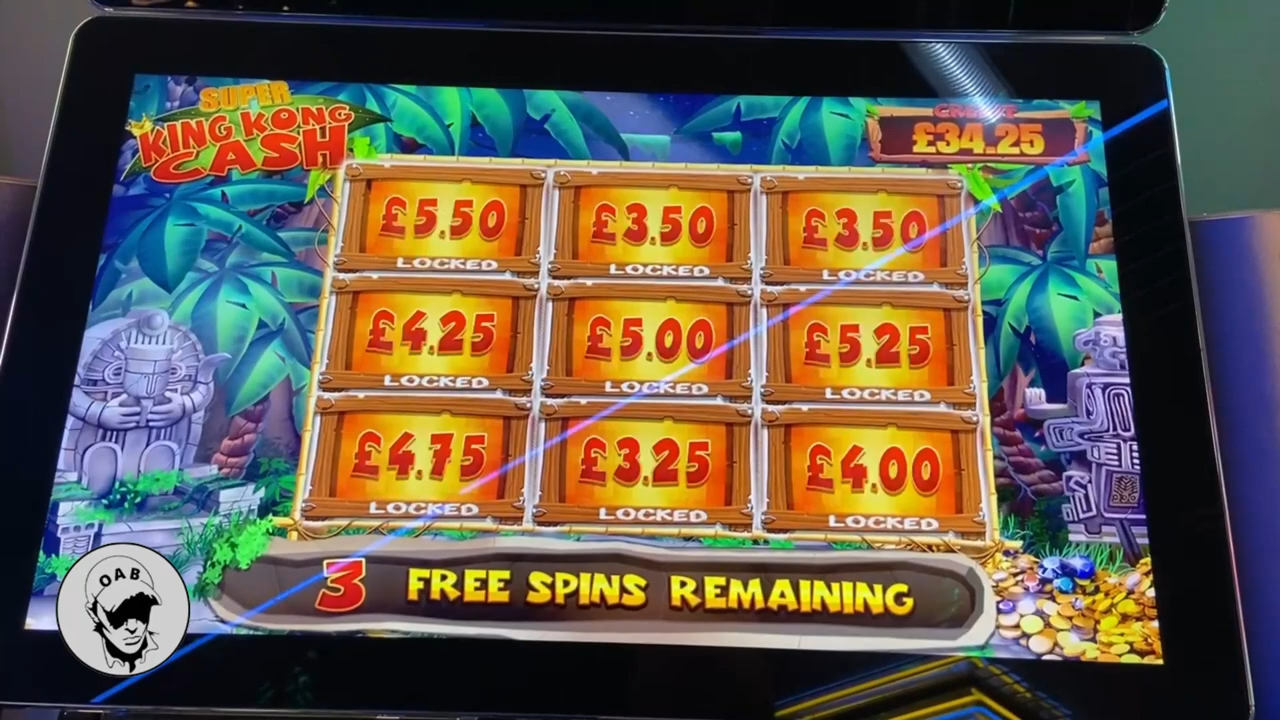 SUPER
KING KONG
CASH
CREDIT
£34.25
£5.50 £3.50 £3.50
LOCKED LOCKED LOCKED
£4.25 £5.00 £5.25
LOCKED LOCKED LOCKED
£4.75 £3.25 £4.00
LOCKED LOCKED LOCKED
3 FREE SPINS REMAINING
OAB